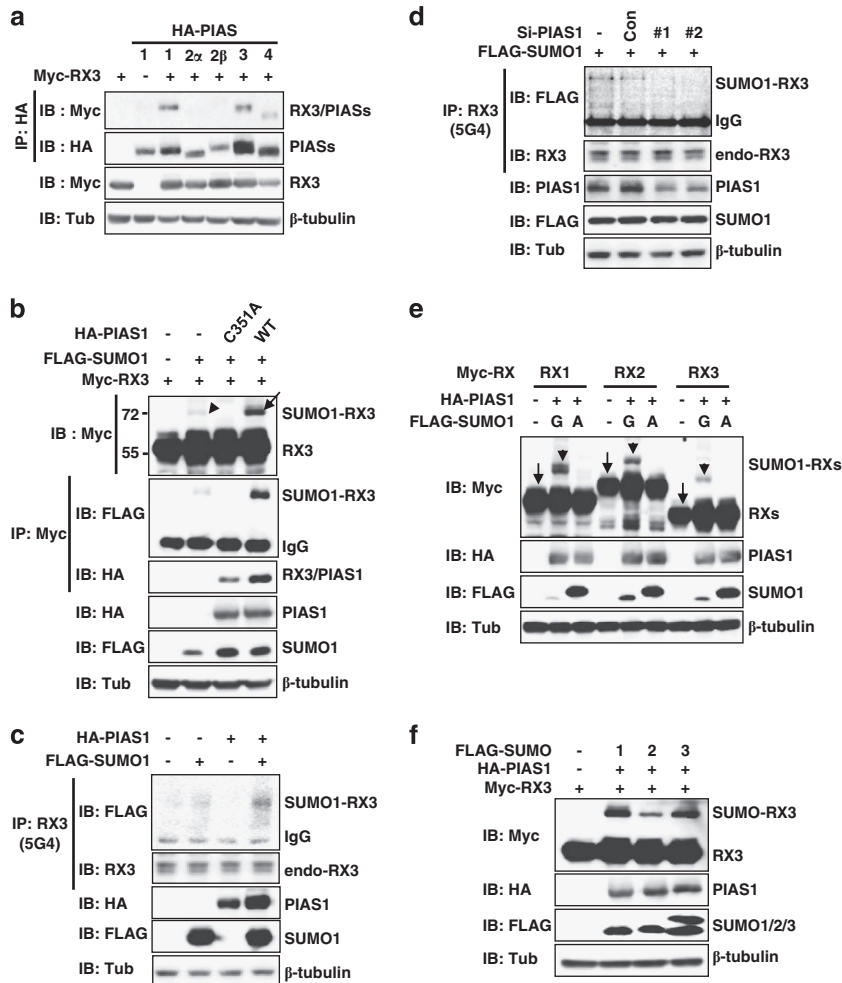 a
HA-PIAS
1 1 2α 2β 3 4
Myc-RX3 + - + + + + +
IP: HA
IB : Myc RX3/PIASs
IB : HA PIASs
IB : Myc RX3
IB: Tub β-tubulin
b
HA-PIAS1 - - C351A WT
FLAG-SUMO1 - + + +
Myc-RX3 + + + +
IB : Myc
72 SUMO1-RX3
55 RX3
IP: Myc
IB: FLAG SUMO1-RX3
IgG
IB: HA RX3/PIAS1
IB: HA PIAS1
IB: FLAG SUMO1
IB: Tub β-tubulin
c
HA-PIAS1 - - + +
FLAG-SUMO1 - + - +
IP: RX3
(5G4)
IB: FLAG SUMO1-RX3
IgG
IB: RX3 endo-RX3
IB: HA PIAS1
IB: FLAG SUMO1
IB: Tub β-tubulin
d
Si-PIAS1 - Con #1 #2
FLAG-SUMO1 + + + +
IP: RX3
(5G4)
IB: FLAG SUMO1-RX3
IgG
IB: RX3 endo-RX3
IB: PIAS1 PIAS1
IB: FLAG SUMO1
IB: Tub β-tubulin
e
Myc-RX RX1 RX2 RX3
HA-PIAS1 - + + - + + - + +
FLAG-SUMO1 - G A - G A - G A
IB: Myc SUMO1-RXs
RXs
IB: HA PIAS1
IB: FLAG SUMO1
IB: Tub β-tubulin
f
FLAG-SUMO - 1 2 3
HA-PIAS1 - + + +
Myc-RX3 + + + +
IB: Myc SUMO-RX3
RX3
IB: HA PIAS1
IB: FLAG SUMO1/2/3
IB: Tub β-tubulin